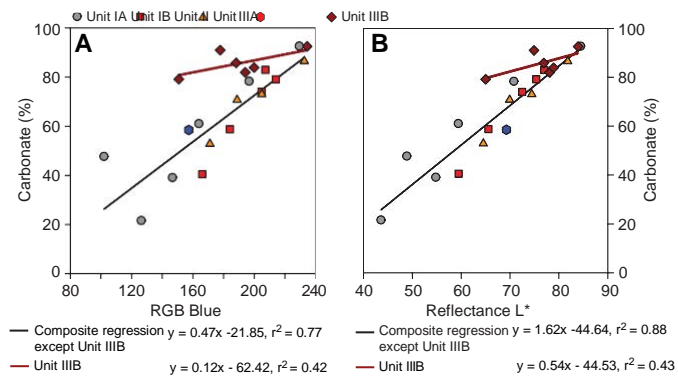 Unit IA Unit IB Unit II Unit IIIA Unit IIIB
A
B
Carbonate (%)
100
80
60
40
20
0
80 120 160 200 240
RGB Blue
40 50 60 70 80 90
Reflectance L*
100
80
60
40
20
0
Carbonate (%)
Composite regression except Unit IIIB y = 0.47x -21.85, r² = 0.77
Unit IIIB y = 0.12x - 62.42, r² = 0.42
Composite regression except Unit IIIB y = 1.62x -44.64, r² = 0.88
Unit IIIB y = 0.54x -44.53, r² = 0.43